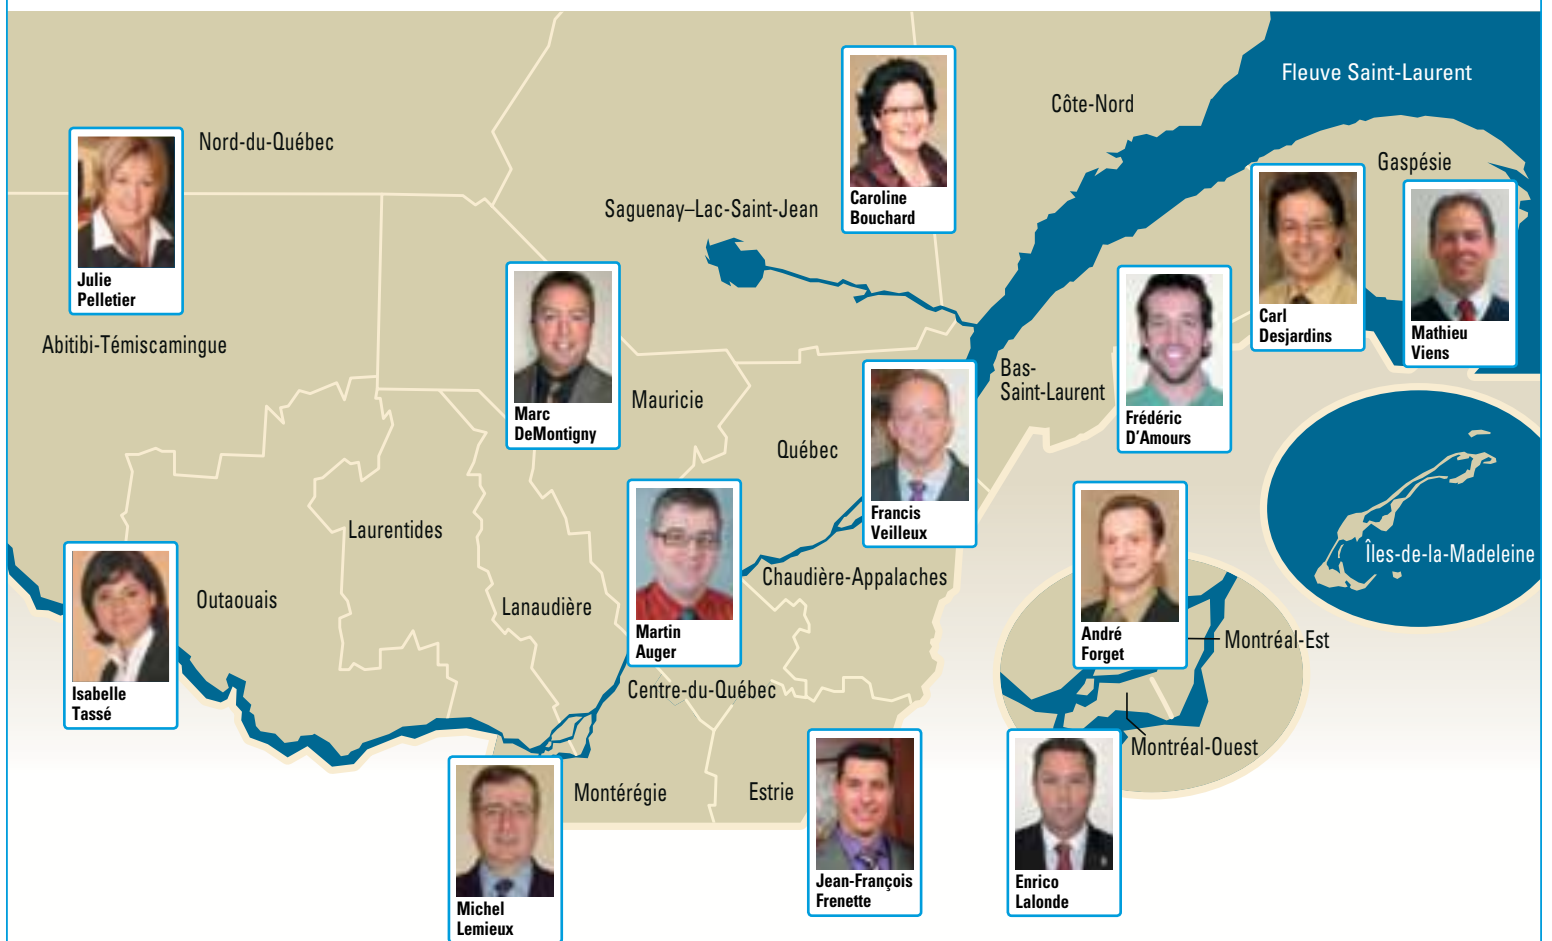 Fleuve Saint-Laurent
Côte-Nord
Nord-du-Québec
Gaspésie
Caroline
Bouchard
Saguenay–Lac-Saint-Jean
Julie
Pelletier
Carl
Desjardins
Mathieu
Viens
Abitibi-Témiscamingue
Bas-
Saint-Laurent
Marc
DeMontigny
Mauricie
Frédéric
D'Amours
Québec
Francis
Veilleux
Laurentides
Îles-de-la-Madeleine
Chaudière-Appalaches
Outaouais
Lanaudière
Martin
Auger
André
Forget
Montréal-Est
Isabelle
Tassé
Centre-du-Québec
Montréal-Ouest
Montérégie
Estrie
Michel
Lemieux
Jean-François
Frenette
Enrico
Lalonde